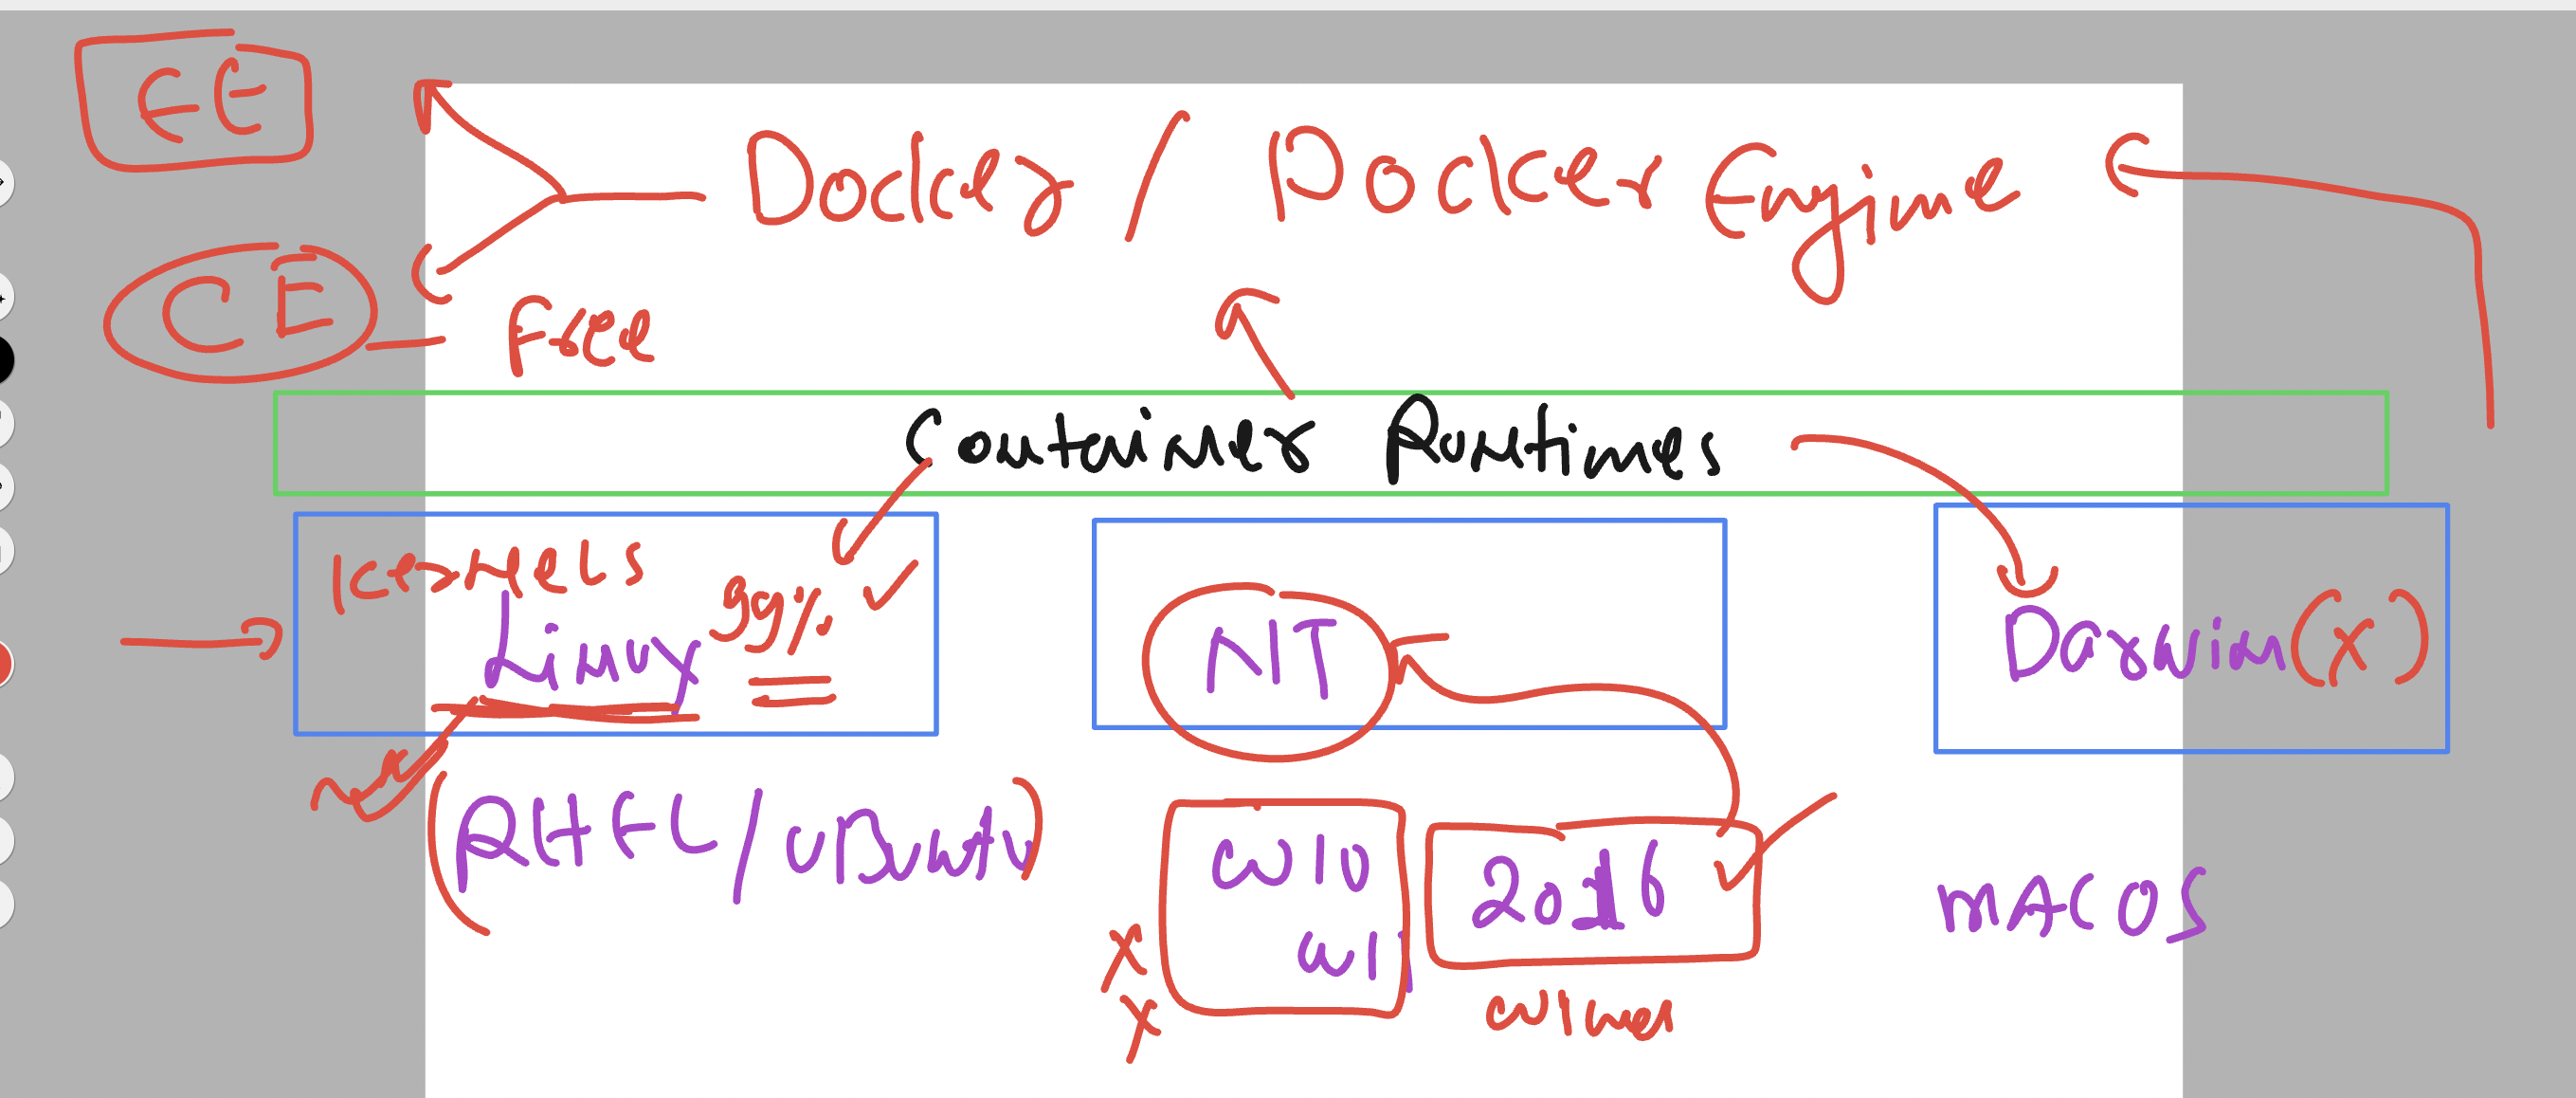 EE
Docker / Docker Engine
CE
Free
Container Runtimes
Kernels
Linux 99%
NT
Darwin (X)
RHEL/UBuntu
W10
2016
W11
MACOS
X
X